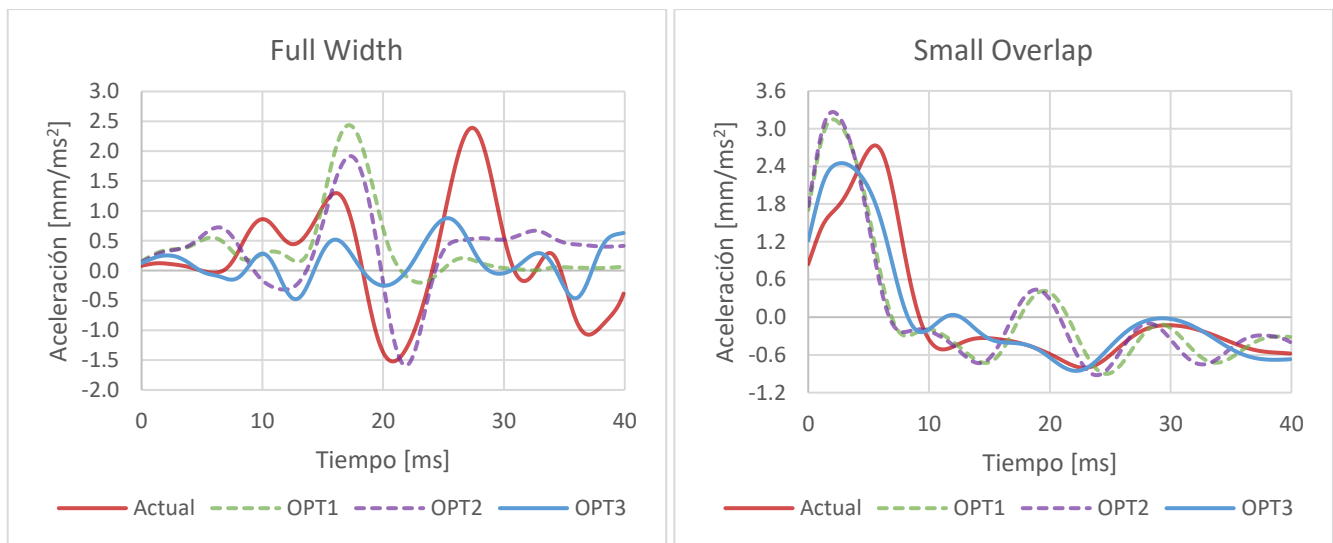 Full Width
Aceleración [mm/ms²]
3.0
2.5
2.0
1.5
1.0
0.5
0.0
-0.5
-1.0
-1.5
-2.0
0 10 20 30 40
Tiempo [ms]
Actual OPT1 OPT2 OPT3
Small Overlap
Aceleración [mm/ms²]
3.6
3.0
2.4
1.8
1.2
0.6
0.0
-0.6
-1.2
0 10 20 30 40
Tiempo [ms]
Actual OPT1 OPT2 OPT3